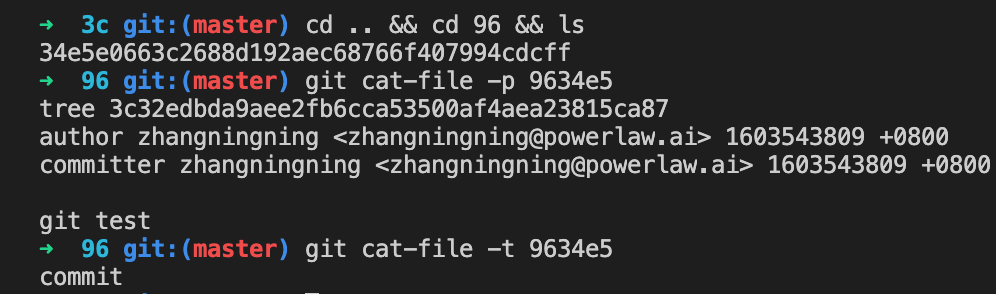 ➜ 3c git:(master) cd .. && cd 96 && ls
34e5e0663c2688d192aec68766f407994cdcff
➜ 96 git:(master) git cat-file -p 9634e5
tree 3c32edbda9aee2fb6cca53500af4aea23815ca87
author zhangningning <zhangningning@powerlaw.ai> 1603543809 +0800
committer zhangningning <zhangningning@powerlaw.ai> 1603543809 +0800

git test
➜ 96 git:(master) git cat-file -t 9634e5
commit